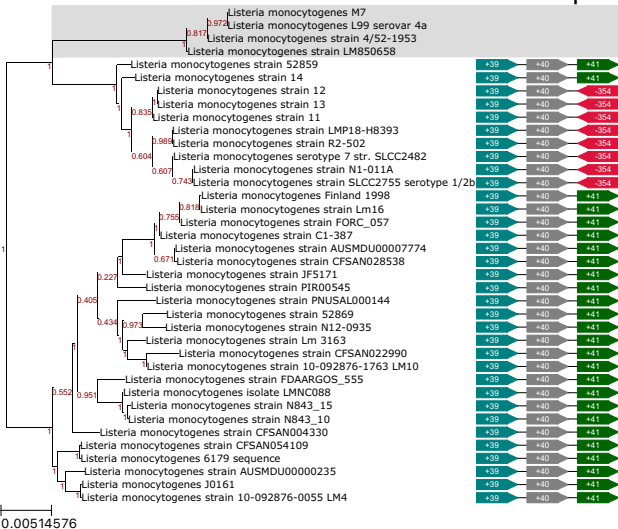 Listeria monocytogenes M7
0.972 Listeria monocytogenes L99 serovar 4a
0.817 Listeria monocytogenes strain 4/52-1953
1 Listeria monocytogenes strain LM850658
1 Listeria monocytogenes strain 52859 +39 +40 +41
Listeria monocytogenes strain 14 +39 +40 +41
1 Listeria monocytogenes strain 12 +39 +40 -354
1 1 Listeria monocytogenes strain 13 +39 +40 -354
0.835 Listeria monocytogenes strain 11 +39 +40 -354
1 Listeria monocytogenes strain LMP18-H8393 +39 +40 -354
0.989 Listeria monocytogenes strain R2-502 +39 +40 -354
0.604 Listeria monocytogenes serotype 7 str. SLCC2482 +39 +40 -354
0.607 Listeria monocytogenes strain N1-011A +39 +40 -354
0.743 Listeria monocytogenes strain SLCC2755 serotype 1/2b +39 +40 -354
Listeria monocytogenes Finland 1998 +39 +40 +41
0.818 Listeria monocytogenes strain Lm16 +39 +40 +41
0.755 Listeria monocytogenes strain FORC_057 +39 +40 +41
1 Listeria monocytogenes strain C1-387 +39 +40 +41
1 1 Listeria monocytogenes strain AUSMDU00007774 +39 +40 +41
1 0.671 Listeria monocytogenes strain CFSAN028538 +39 +40 +41
0.227 Listeria monocytogenes strain JF5171 +39 +40 +41
Listeria monocytogenes strain PIR00545 +39 +40 +41
0.405 Listeria monocytogenes strain PNUSAL000144 +39 +40 +41
Listeria monocytogenes strain 52869 +39 +40 +41
0.434 0.973 Listeria monocytogenes strain N12-0935 +39 +40 +41
1 Listeria monocytogenes strain Lm 3163 +39 +40 +41
1 1 Listeria monocytogenes strain CFSAN022990 +39 +40 +41
1 Listeria monocytogenes strain 10-092876-1763 LM10 +39 +40 +41
Listeria monocytogenes strain FDAARGOS_555 +39 +40 +41
0.552 0.951 Listeria monocytogenes isolate LMNC088 +39 +40 +41
1 Listeria monocytogenes strain N843_15 +39 +40 +41
1 Listeria monocytogenes strain N843_10 +39 +40 +41
1 Listeria monocytogenes strain CFSAN004330 +39 +40 +41
Listeria monocytogenes strain CFSAN054109 +39 +40 +41
1 1 Listeria monocytogenes 6179 sequence +39 +40 +41
Listeria monocytogenes strain AUSMDU00000235 +39 +40 +41
1 Listeria monocytogenes J0161 +39 +40 +41
1 Listeria monocytogenes strain 10-092876-0055 LM4 +39 +40 +41
0.00514576